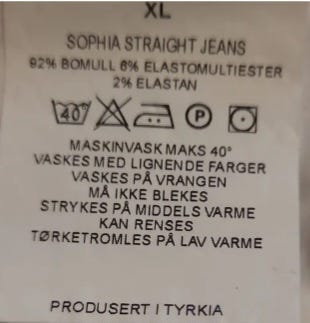 XL
SOPHIA STRAIGHT JEANS
92% BOMULL 6% ELASTOMULTIESTER
2% ELASTAN
40° P
MASKINVASK MAKS 40°
VASKES MED LIGNENDE FARGER
VASKES PÅ VRANGEN
MÅ IKKE BLEKES
STRYKES PÅ MIDDELS VARME
KAN RENSES
TØRKETROMLES PÅ LAV VARME
PRODUSERT I TYRKIA